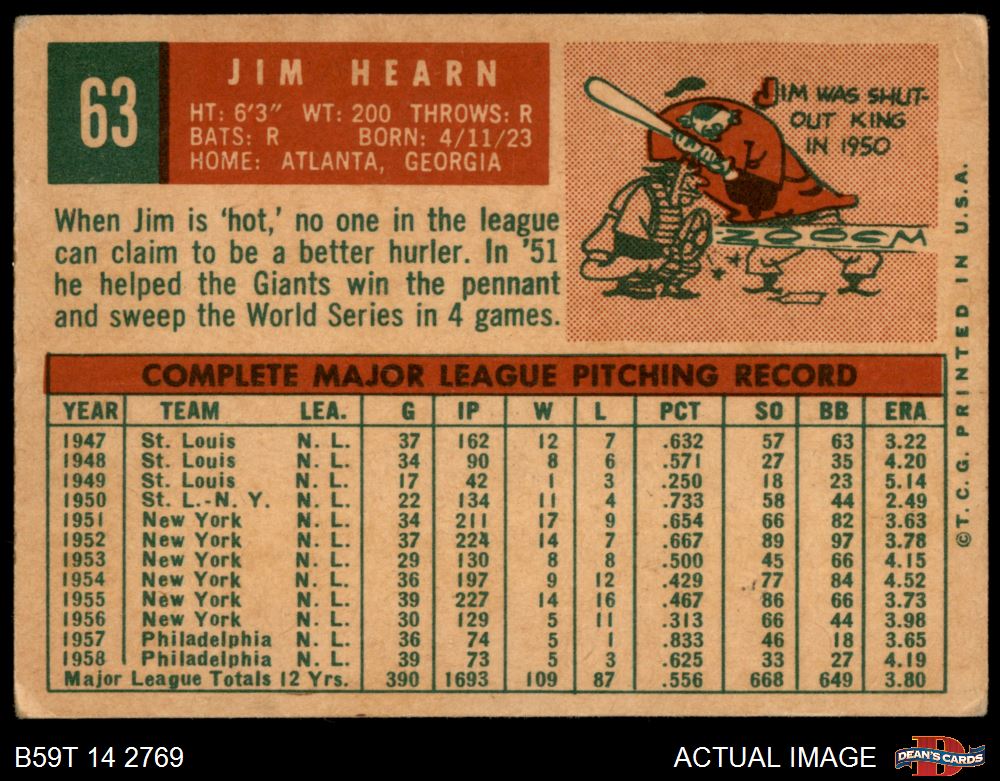 63
JIM HEARN
HT: 6'3" WT: 200 THROWS: R
BATS: R BORN: 4/11/23
HOME: ATLANTA, GEORGIA
JIM WAS SHUT-
OUT KING
IN 1950
ZOOOM
When Jim is 'hot,' no one in the league
can claim to be a better hurler. In '51
he helped the Giants win the pennant
and sweep the World Series in 4 games.
COMPLETE MAJOR LEAGUE PITCHING RECORD
YEAR TEAM LEA. G IP W L PCT SO BB ERA
1947 St. Louis N. L. 37 162 12 7 .632 57 63 3.22
1948 St. Louis N. L. 34 90 8 6 .571 27 35 4.20
1949 St. Louis N. L. 17 42 1 3 .250 18 23 5.14
1950 St. L.-N. Y. N. L. 22 134 11 4 .733 58 44 2.49
1951 New York N. L. 34 211 17 9 .654 66 82 3.63
1952 New York N. L. 37 224 14 7 .667 89 97 3.78
1953 New York N. L. 29 130 8 8 .500 45 66 4.15
1954 New York N. L. 36 197 9 12 .429 77 84 4.52
1955 New York N. L. 39 227 14 16 .467 86 66 3.73
1956 New York N. L. 30 129 5 11 .313 66 44 3.98
1957 Philadelphia N. L. 36 74 5 1 .833 46 18 3.65
1958 Philadelphia N. L. 39 73 5 3 .625 33 27 4.19
Major League Totals 12 Yrs. 390 1693 109 87 .556 668 649 3.80
©T. C. G. PRINTED IN U.S.A.
B59T 14 2769
ACTUAL IMAGE
D
DEAN'S CARDS